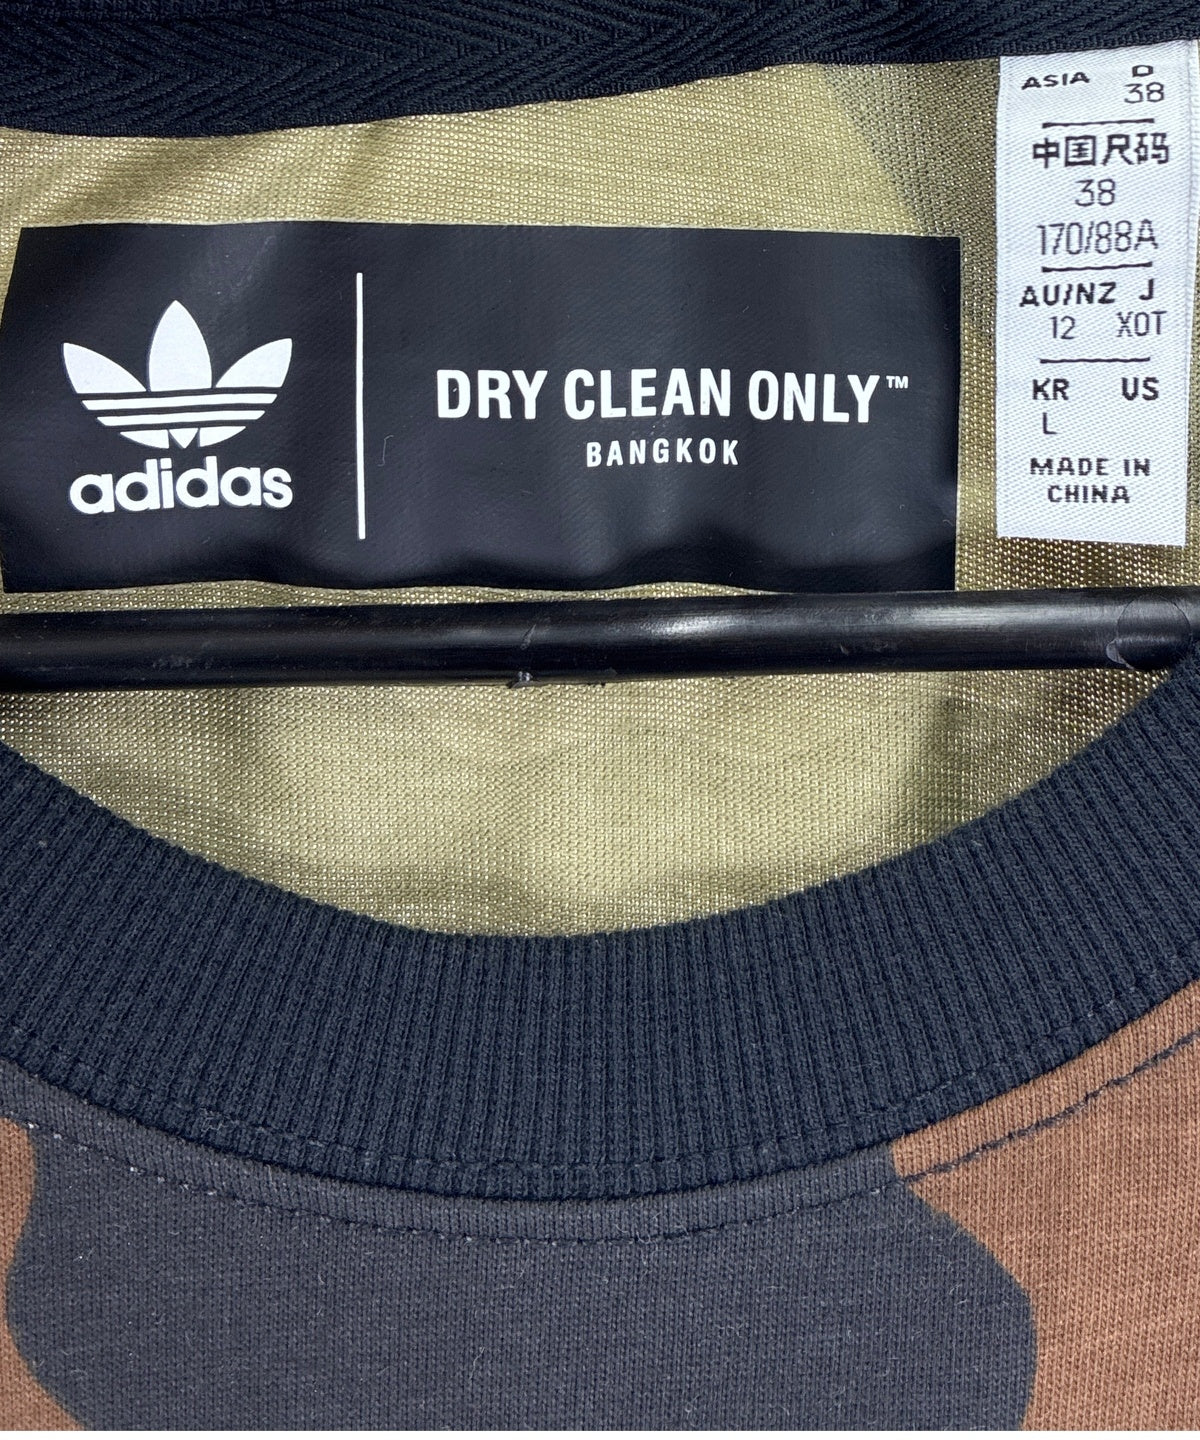 adidas
DRY CLEAN ONLY™
BANGKOK
ASIA D
38
中国尺码
38
170/88A
AU/NZ J
12 XOT
KR US
L
MADE IN
CHINA